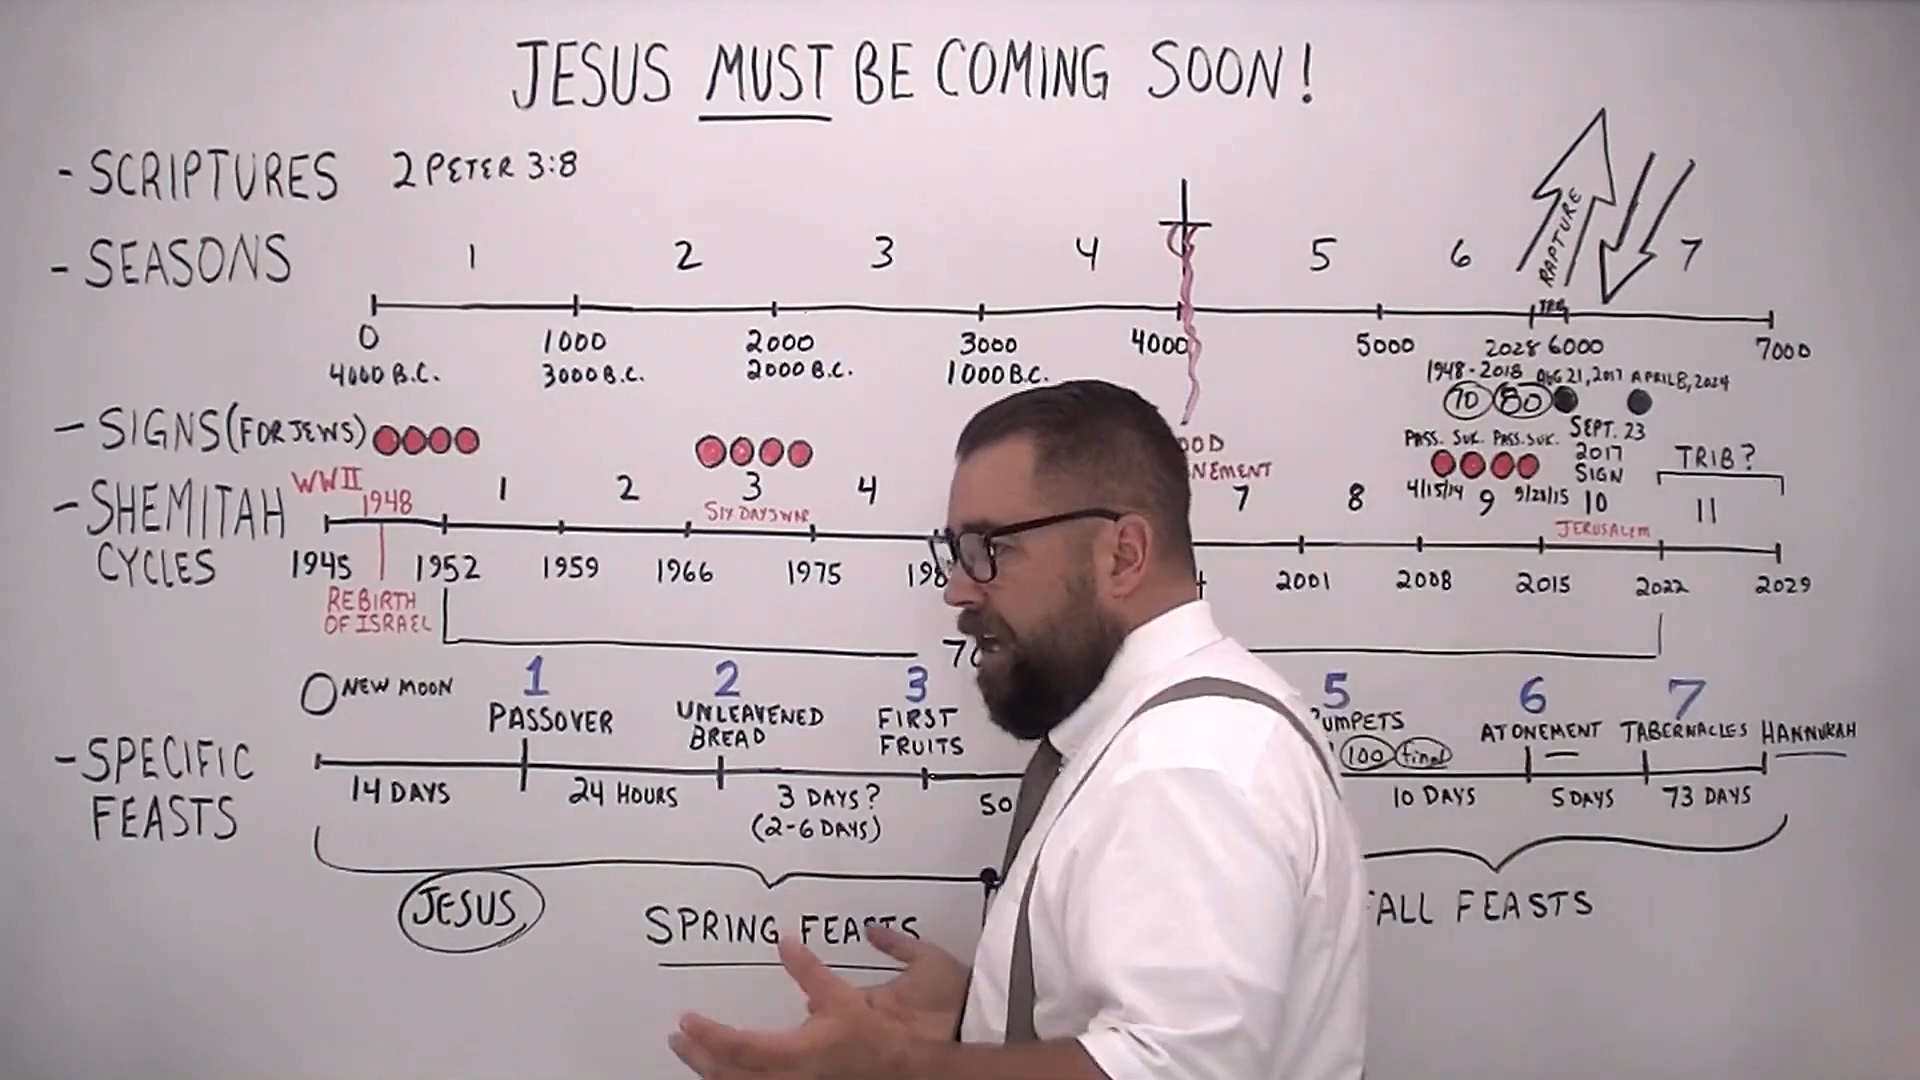 JESUS MUST BE COMING SOON!
- SCRIPTURES 2 PETER 3:8
- SEASONS 1 2 3 4 5 6 RAPTURE 7
TRIB
0 1000 2000 3000 4000 5000 2028 6000 7000
4000 B.C. 3000 B.C. 2000 B.C. 1000 B.C.
1948-2018 AUG 21, 2017 APRIL 8, 2024
70 80
- SIGNS (FOR JEWS)
PASS. SUK. PASS. SUK. SEPT. 23
2017
SIGN
4/15/14 9/28/15
TRIB?
- SHEMITAH
CYCLES
WWII
1948 1 2 3 4 7 8 9 10 11
SIX DAYS WAR
JERUSALEM
1945 1952 1959 1966 1975 2001 2008 2015 2022 2029
REBIRTH
OF ISRAEL
NEW MOON
1 2 3 5 6 7
PASSOVER UNLEAVENED
BREAD
FIRST
FRUITS
ATONEMENT TABERNACLES HANNUKAH
100 final
- SPECIFIC
FEASTS
14 DAYS 24 HOURS 3 DAYS?
(2-6 DAYS)
10 DAYS 5 DAYS 73 DAYS
JESUS
SPRING FEASTS
FEASTS